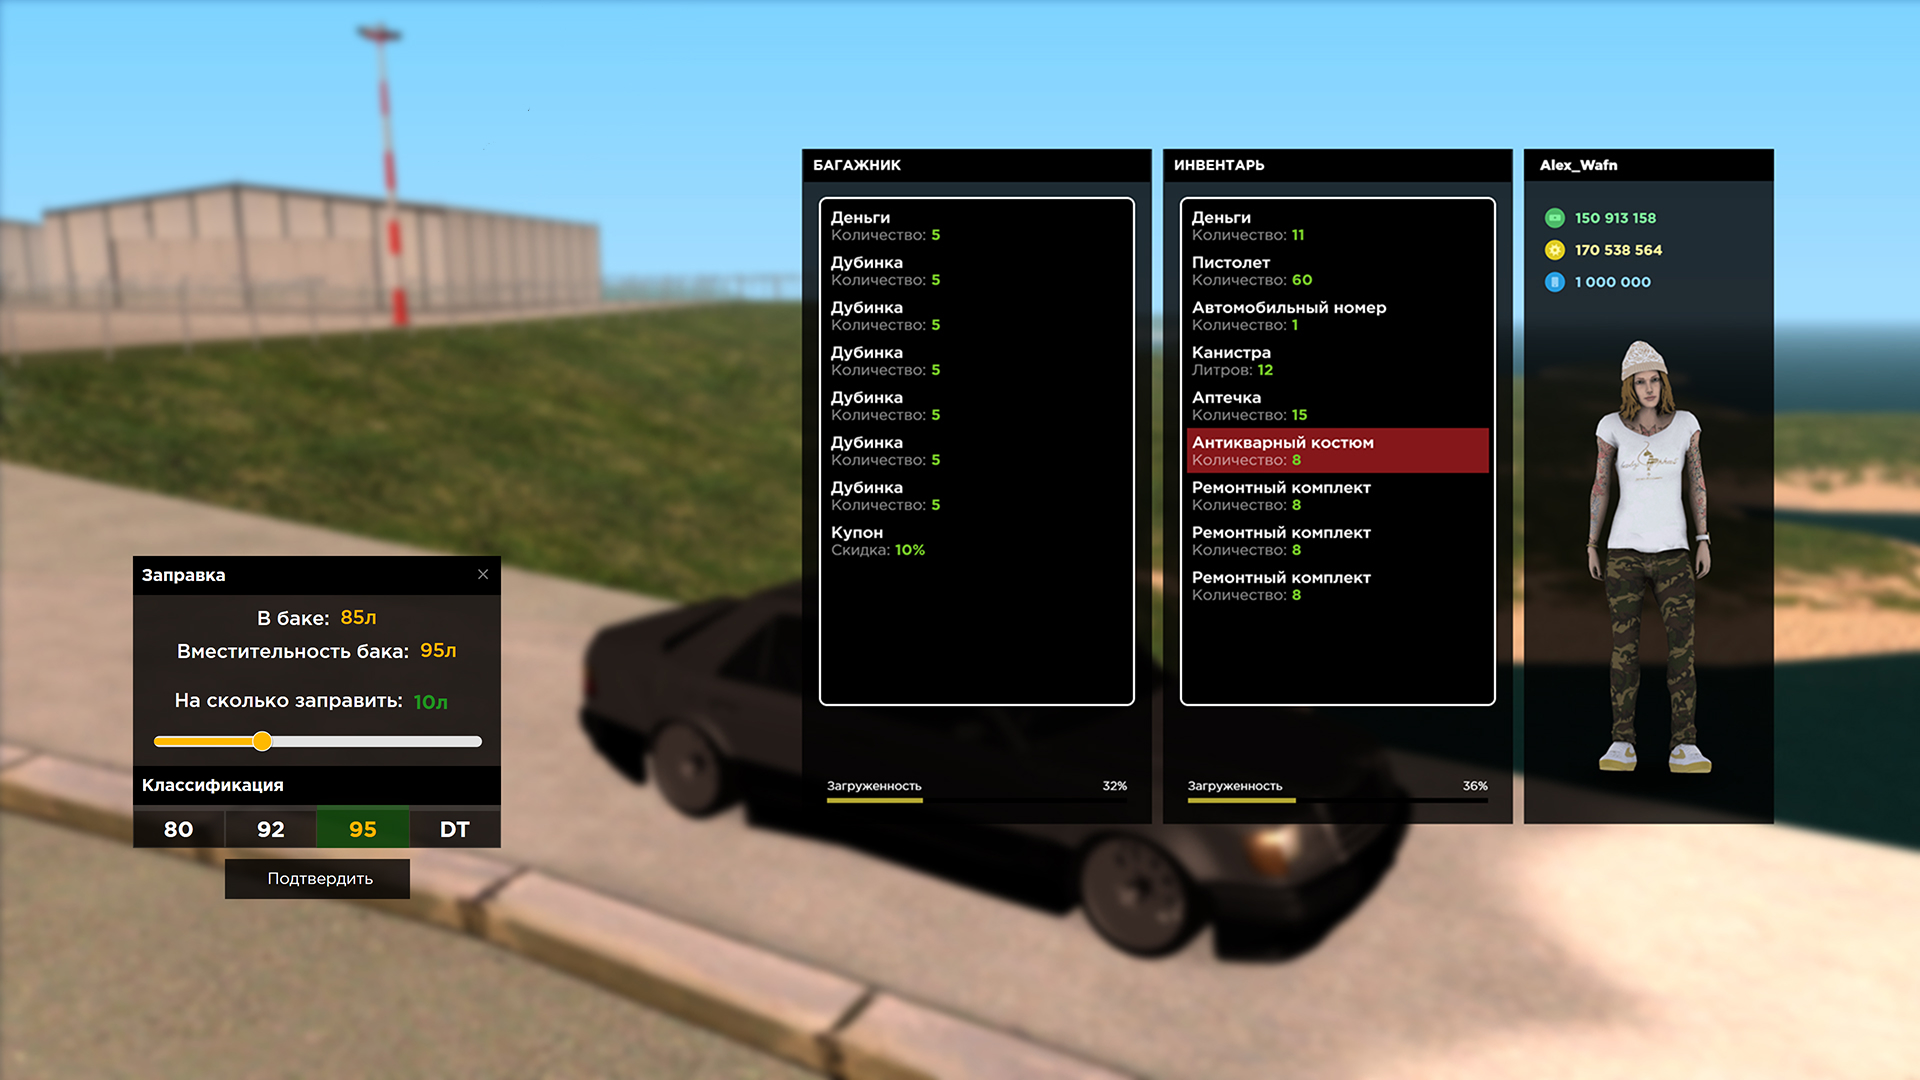 БАГАЖНИК
Деньги
Количество: 5
Дубинка
Количество: 5
Дубинка
Количество: 5
Дубинка
Количество: 5
Дубинка
Количество: 5
Дубинка
Количество: 5
Дубинка
Количество: 5
Купон
Скидка: 10%
Загруженность 32%
ИНВЕНТАРЬ
Деньги
Количество: 11
Пистолет
Количество: 60
Автомобильный номер
Количество: 1
Канистра
Литров: 12
Аптечка
Количество: 15
Антикварный костюм
Количество: 8
Ремонтный комплект
Количество: 8
Ремонтный комплект
Количество: 8
Ремонтный комплект
Количество: 8
Загруженность 36%
Alex_Wafn
150 913 158
170 538 564
1 000 000
Заправка
В баке: 85л
Вместительность бака: 95л
На сколько заправить: 10л
Классификация
80 92 95 DT
Подтвердить